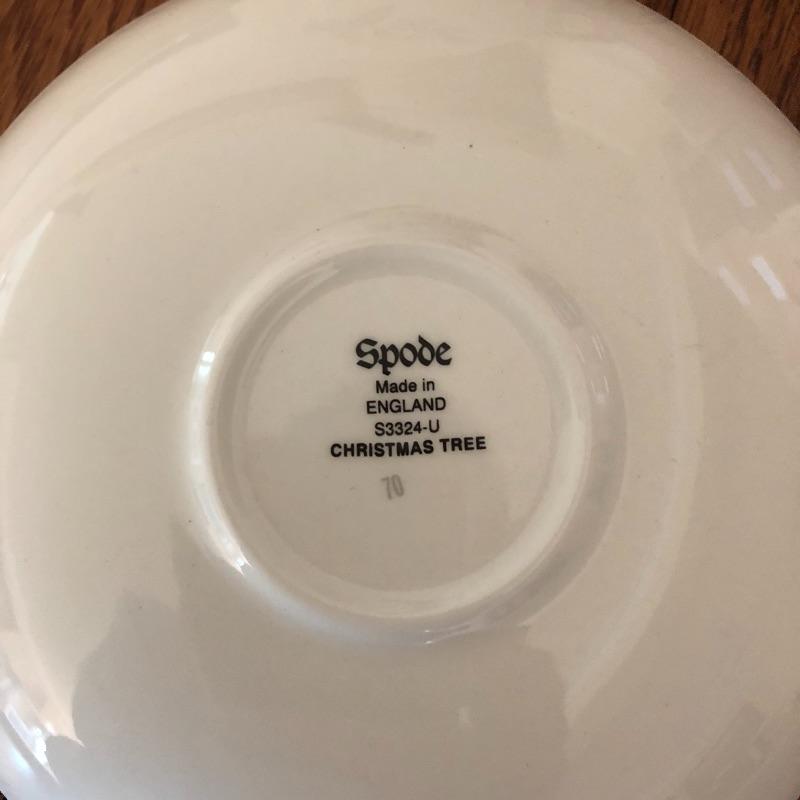 Spode
Made in
ENGLAND
S3324-U
CHRISTMAS TREE
70